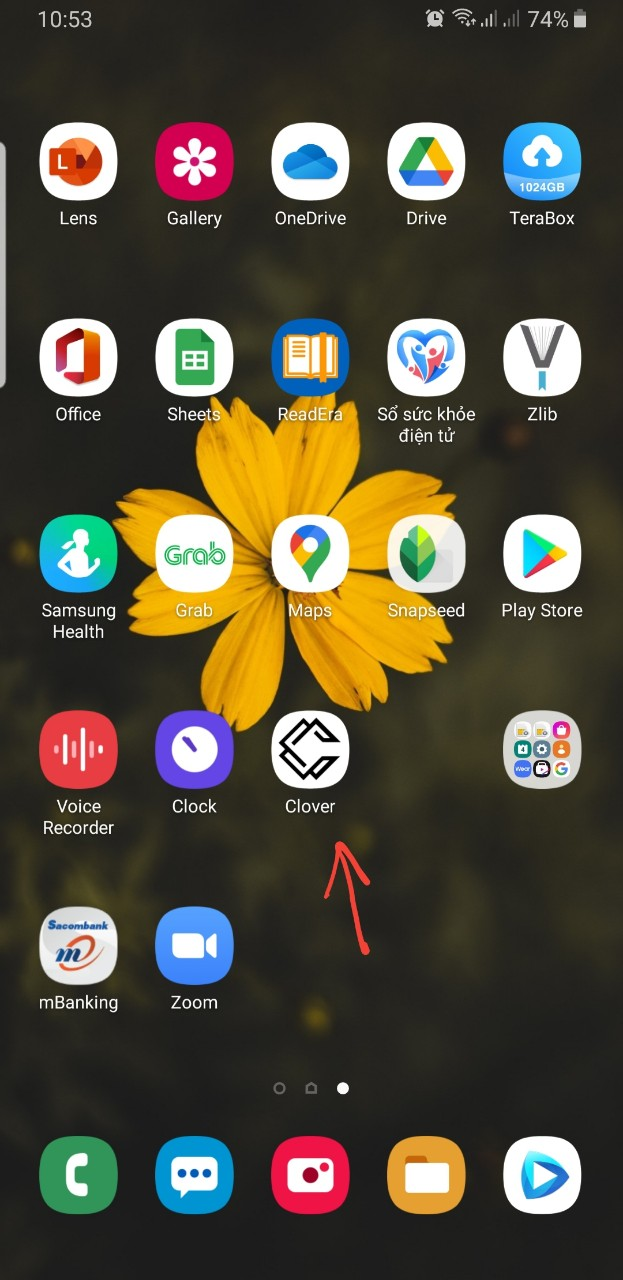 10:53
74%
L
1024GB
Lens
Gallery
OneDrive
Drive
TeraBox
Office
Sheets
ReadEra
Sổ sức khỏe
điện tử
Zlib
Grab
Samsung
Health
Grab
Maps
Snapseed
Play Store
Voice
Recorder
Clock
Clover
Sacombank
m
mBanking
Zoom